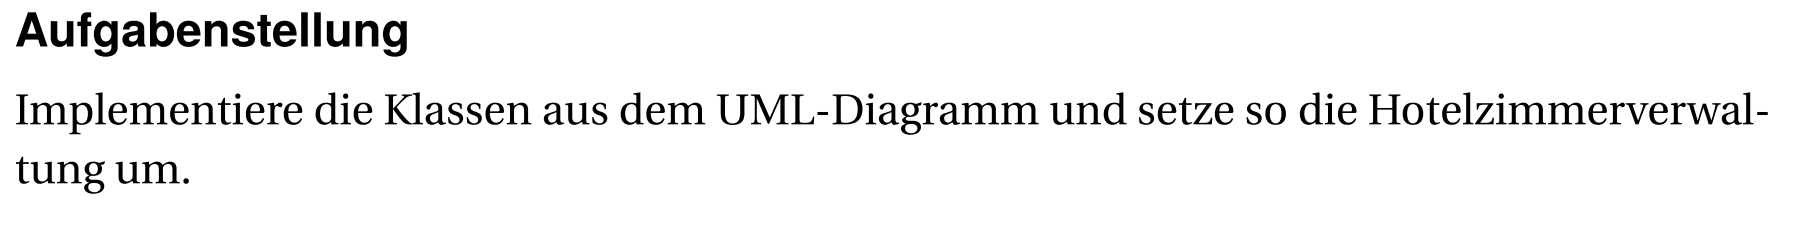 Aufgabenstellung
Implementiere die Klassen aus dem UML-Diagramm und setze so die Hotelzimmerverwal-
tung um.